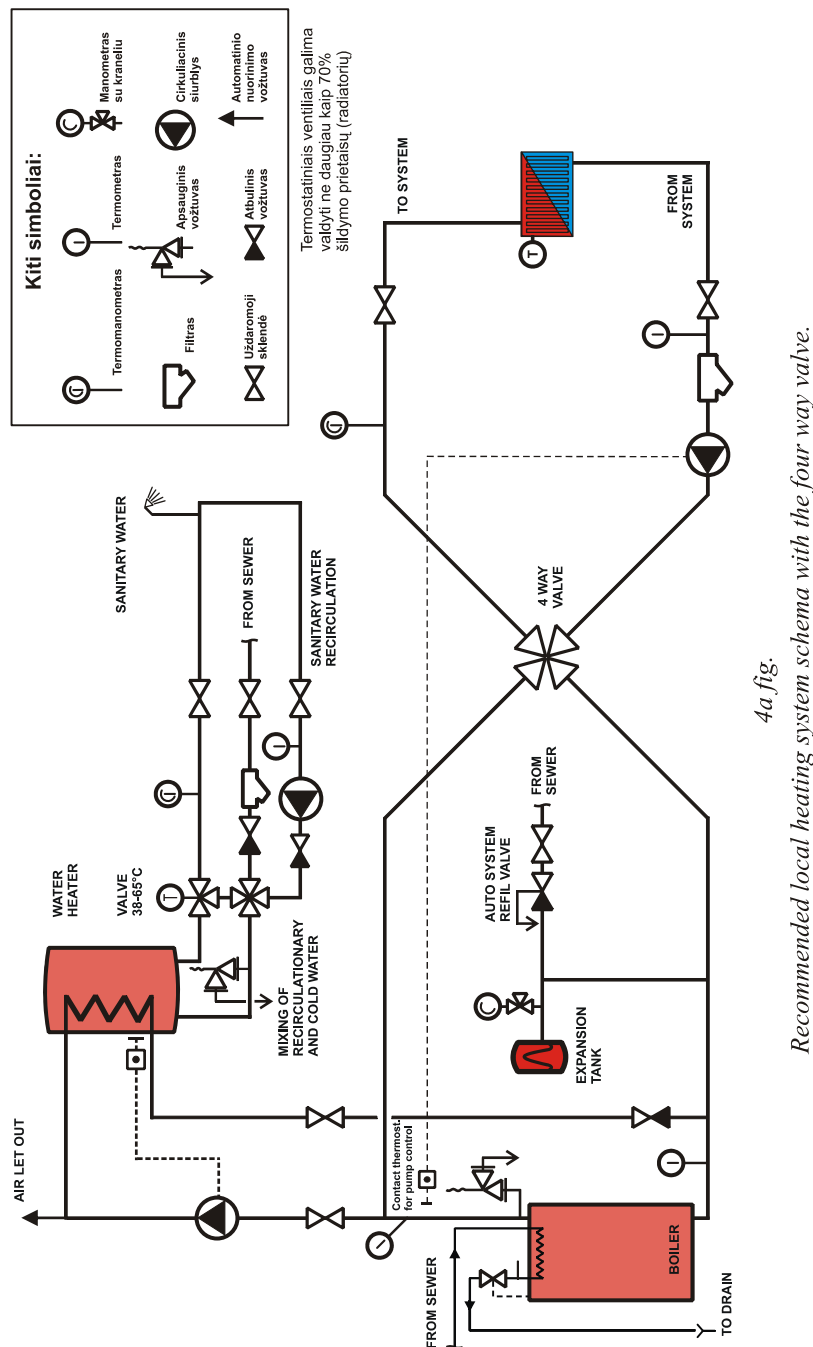 Kiti simboliai:
Termomanometras
Termometras
Manometras
su kraneliu
Filtras
Apsauginis
vožtuvas
Cirkuliacinis
siurblys
Uždaromoji
sklendė
Atbulinis
vožtuvas
Automatinio
nuorinimo
vožtuvas
Termostatiniais ventiliais galima
valdyti ne daugiau kaip 70%
šildymo prietaisų (radiatorių)
AIR LET OUT
WATER
HEATER
VALVE
38-65°C
T
SANITARY WATER
FROM SEWER
SANITARY WATER
RECIRCULATION
MIXING OF
RECIRCULATIONARY
AND COLD WATER
TO SYSTEM
T
FROM
SYSTEM
4 WAY
VALVE
AUTO SYSTEM
REFIL VALVE
FROM
SEWER
C
EXPANSION
TANK
Contact thermost.
for pump control
FROM SEWER
BOILER
TO DRAIN
4a fig.
Recommended local heating system schema with the four way valve.